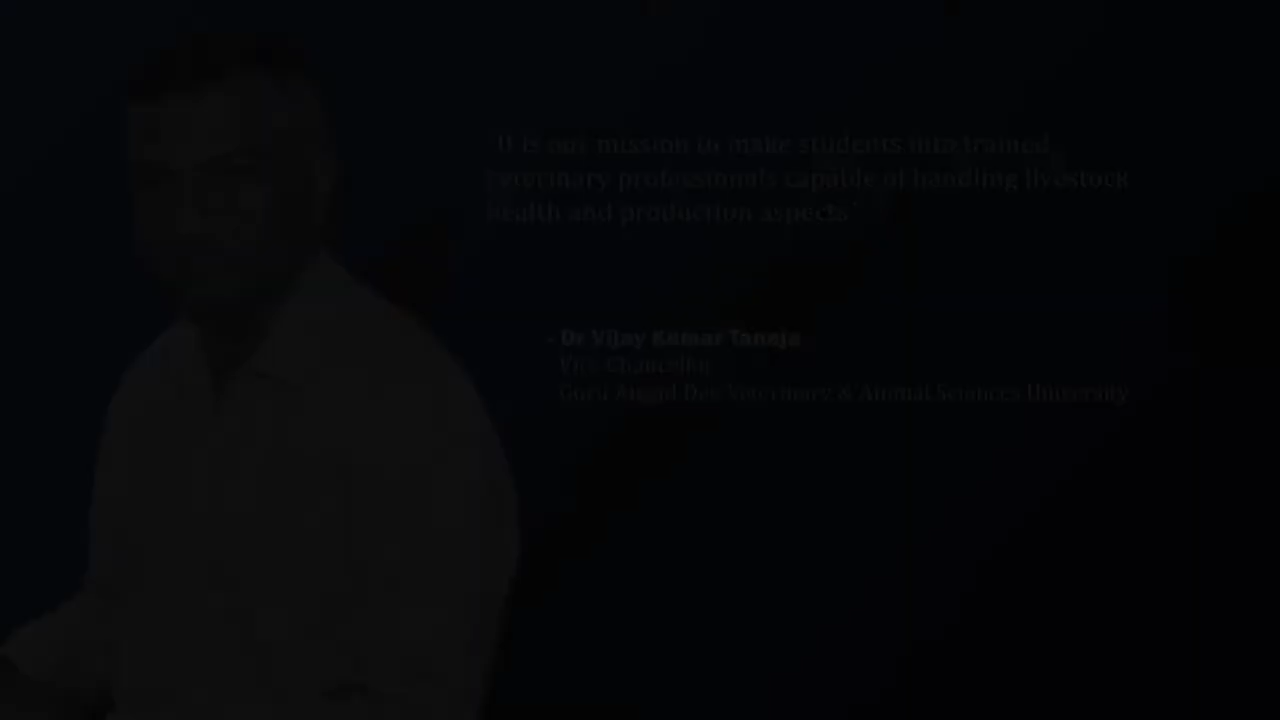 It is our mission to make students into trained
veterinary professionals capable of handling livestock
health and production aspects'
- Dr Vijay Kumar Taneja
Vice Chancellor
Guru Angad Dev Veterinary & Animal Sciences University